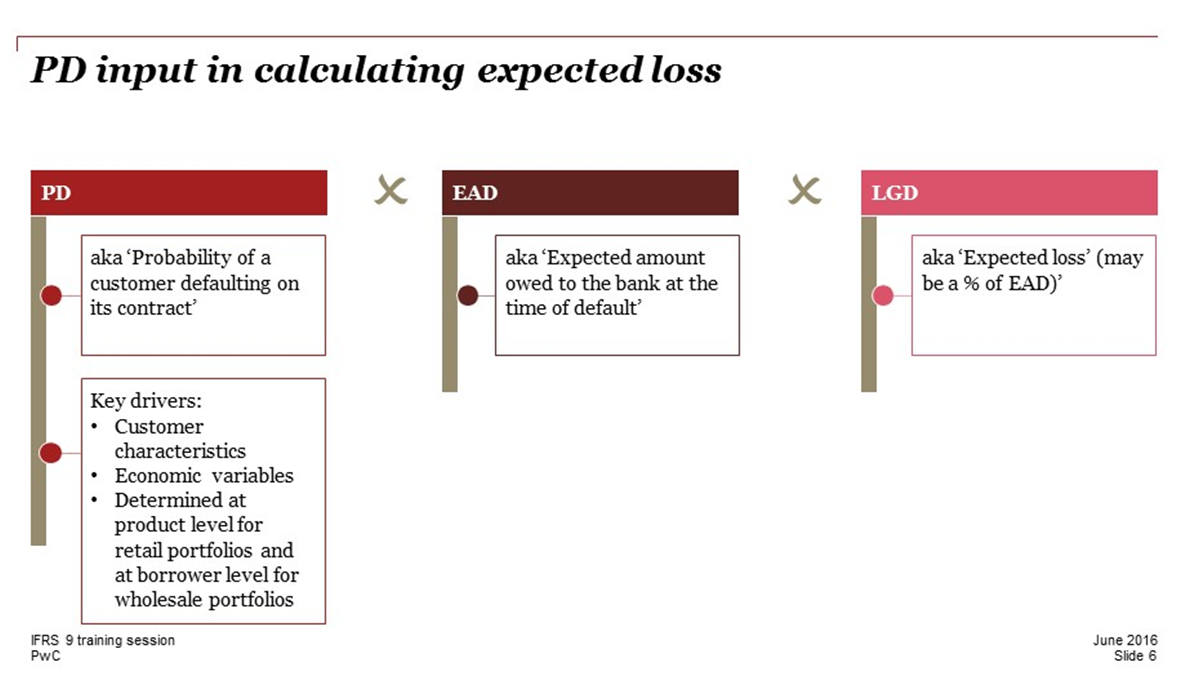 PD input in calculating expected loss
PD
EAD
LGD
aka ‘Probability of a
customer defaulting on
its contract’
aka ‘Expected amount
owed to the bank at the
time of default’
aka ‘Expected loss’ (may
be a % of EAD)’
Key drivers:
• Customer
characteristics
• Economic variables
• Determined at
product level for
retail portfolios and
at borrower level for
wholesale portfolios
IFRS 9 training session
PwC
June 2016
Slide 6